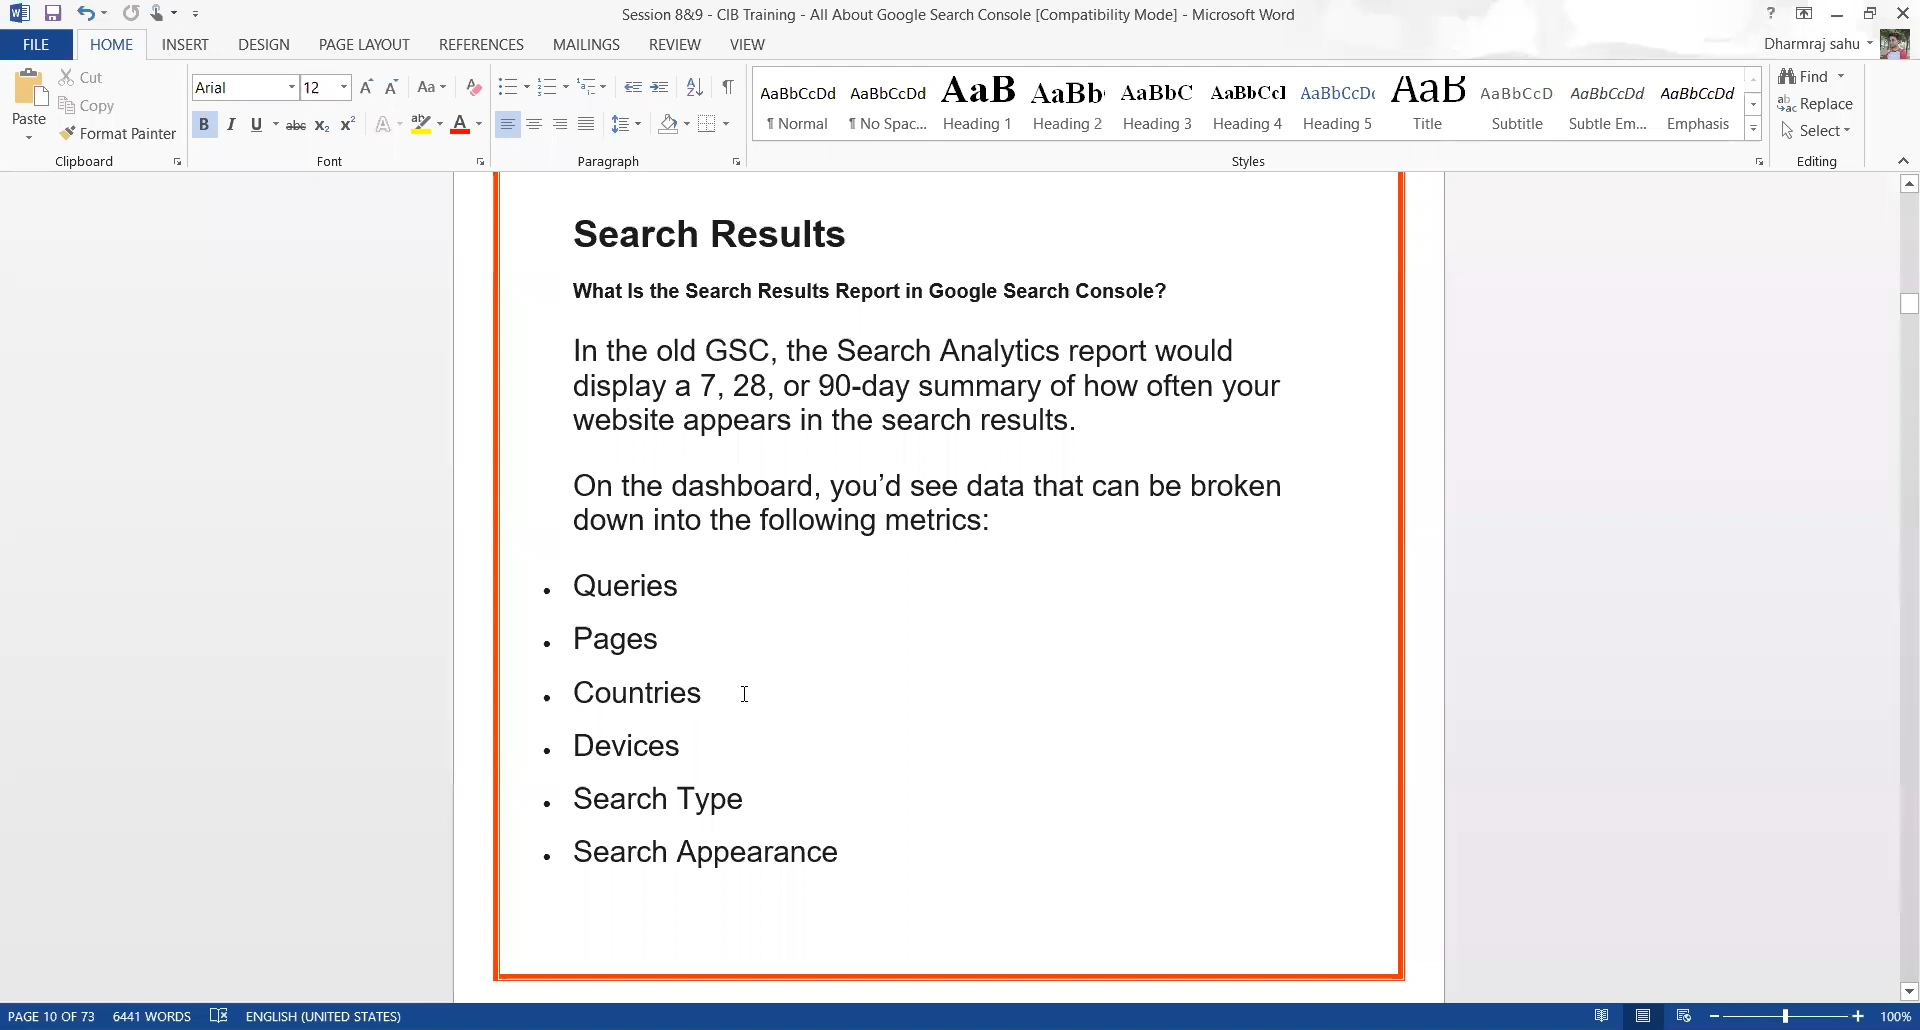 Session 8&9 - CIB Training - All About Google Search Console [Compatibility Mode] - Microsoft Word
?
FILE HOME INSERT DESIGN PAGE LAYOUT REFERENCES MAILINGS REVIEW VIEW
Dharmraj sahu
Paste
Cut
Copy
Format Painter
Clipboard
Arial 12
Aa
B I U abc X₂ X²
A ab A
Font
A Z
Paragraph
AaBbCcDd AaBbCcDd AaB AaBb AaBbC AaBbCcI AaBbCcDc AaB AaBbCcD AaBbCcDd AaBbCcDd
¶ Normal ¶ No Spac... Heading 1 Heading 2 Heading 3 Heading 4 Heading 5 Title Subtitle Subtle Em... Emphasis
Styles
Find
Replace
Select
Editing
Search Results
What Is the Search Results Report in Google Search Console?
In the old GSC, the Search Analytics report would
display a 7, 28, or 90-day summary of how often your
website appears in the search results.
On the dashboard, you’d see data that can be broken
down into the following metrics:
• Queries
• Pages
• Countries
• Devices
• Search Type
• Search Appearance
PAGE 10 OF 73 6441 WORDS ENGLISH (UNITED STATES)
100%